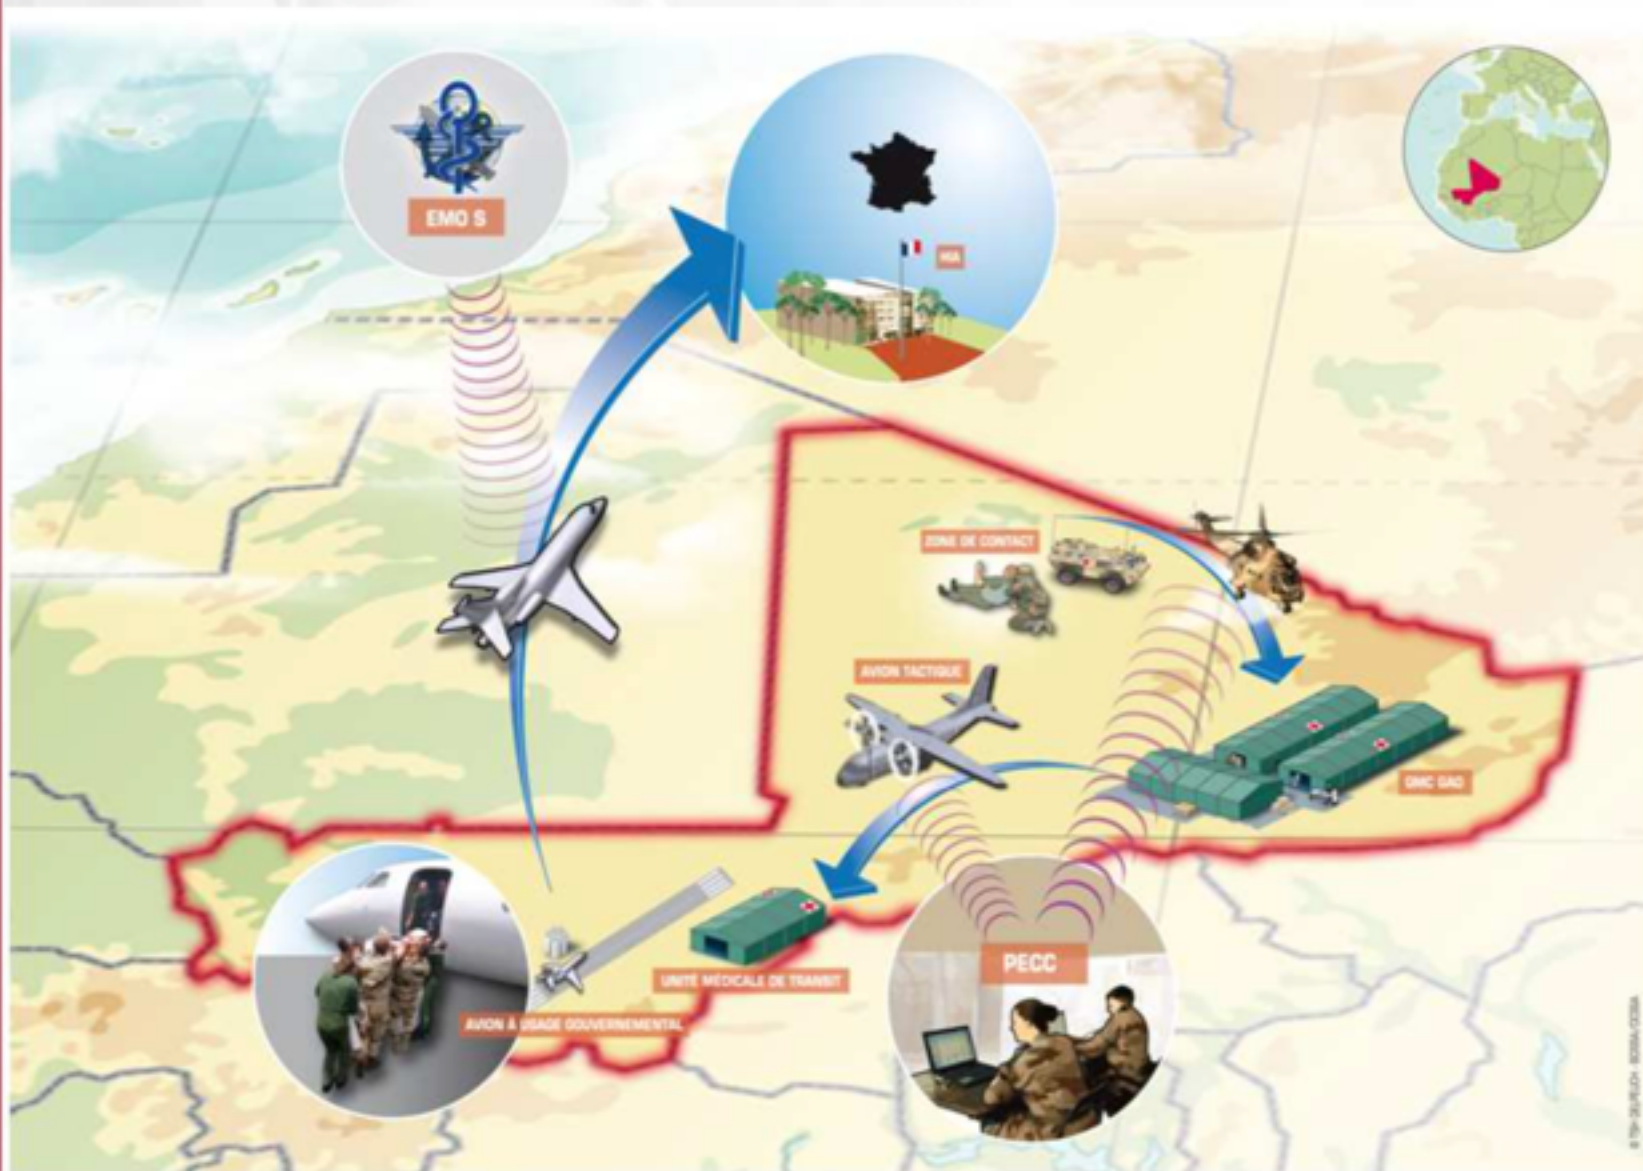 EMO S
HIA
ZONE DE CONTACT
AVION TACTIQUE
GMC GAO
UNITÉ MÉDICALE DE TRANSIT
PECC
AVION À USAGE GOUVERNEMENTAL